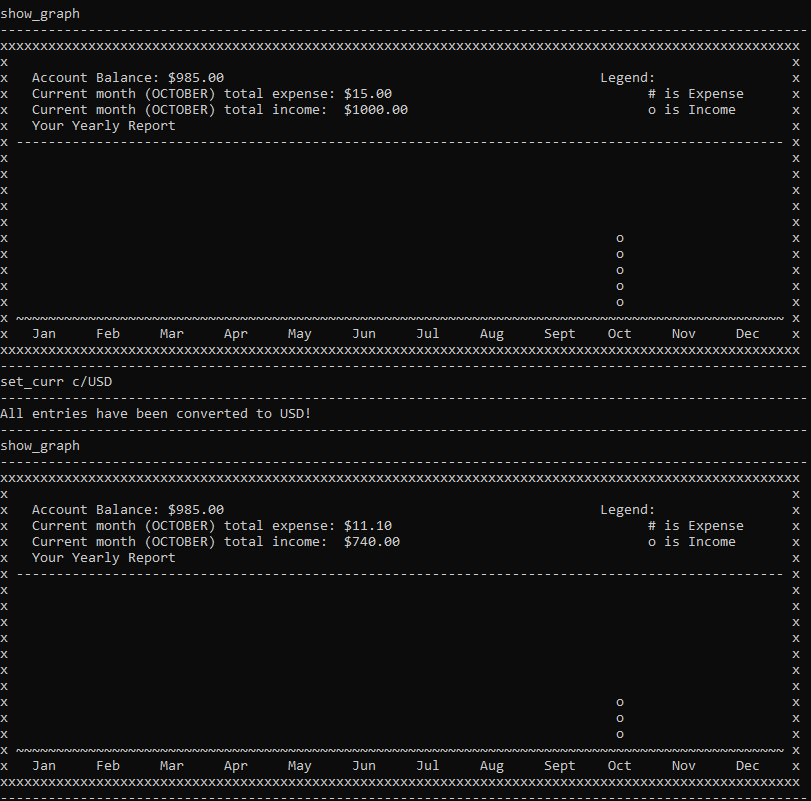 show_graph
-----------------------------------------------------------------------------------------------------
xxxxxxxxxxxxxxxxxxxxxxxxxxxxxxxxxxxxxxxxxxxxxxxxxxxxxxxxxxxxxxxxxxxxxxxxxxxxxxxxxxxxxxxxxxxxxxxxxxxx
x                                                                                                  x
x   Account Balance: $985.00                                               Legend:                 x
x   Current month (OCTOBER) total expense: $15.00                                # is Expense      x
x   Current month (OCTOBER) total income:  $1000.00                              o is Income       x
x   Your Yearly Report                                                                             x
x ------------------------------------------------------------------------------------------------ x
x                                                                                                  x
x                                                                                                  x
x                                                                                                  x
x                                                                                                  x
x                                                                                                  x
x                                                                            o                     x
x                                                                            o                     x
x                                                                            o                     x
x                                                                            o                     x
x                                                                            o                     x
x ~~~~~~~~~~~~~~~~~~~~~~~~~~~~~~~~~~~~~~~~~~~~~~~~~~~~~~~~~~~~~~~~~~~~~~~~~~~~~~~~~~~~~~~~~~~~~~~~ x
x   Jan     Feb     Mar     Apr     May     Jun     Jul     Aug     Sept    Oct     Nov     Dec    x
xxxxxxxxxxxxxxxxxxxxxxxxxxxxxxxxxxxxxxxxxxxxxxxxxxxxxxxxxxxxxxxxxxxxxxxxxxxxxxxxxxxxxxxxxxxxxxxxxxxx
-----------------------------------------------------------------------------------------------------
set_curr c/USD
-----------------------------------------------------------------------------------------------------
All entries have been converted to USD!
-----------------------------------------------------------------------------------------------------
show_graph
-----------------------------------------------------------------------------------------------------
xxxxxxxxxxxxxxxxxxxxxxxxxxxxxxxxxxxxxxxxxxxxxxxxxxxxxxxxxxxxxxxxxxxxxxxxxxxxxxxxxxxxxxxxxxxxxxxxxxxx
x                                                                                                  x
x   Account Balance: $985.00                                               Legend:                 x
x   Current month (OCTOBER) total expense: $11.10                                # is Expense      x
x   Current month (OCTOBER) total income:  $740.00                               o is Income       x
x   Your Yearly Report                                                                             x
x ------------------------------------------------------------------------------------------------ x
x                                                                                                  x
x                                                                                                  x
x                                                                                                  x
x                                                                                                  x
x                                                                                                  x
x                                                                                                  x
x                                                                                                  x
x                                                                            o                     x
x                                                                            o                     x
x                                                                            o                     x
x ~~~~~~~~~~~~~~~~~~~~~~~~~~~~~~~~~~~~~~~~~~~~~~~~~~~~~~~~~~~~~~~~~~~~~~~~~~~~~~~~~~~~~~~~~~~~~~~~ x
x   Jan     Feb     Mar     Apr     May     Jun     Jul     Aug     Sept    Oct     Nov     Dec    x
xxxxxxxxxxxxxxxxxxxxxxxxxxxxxxxxxxxxxxxxxxxxxxxxxxxxxxxxxxxxxxxxxxxxxxxxxxxxxxxxxxxxxxxxxxxxxxxxxxxx
-----------------------------------------------------------------------------------------------------